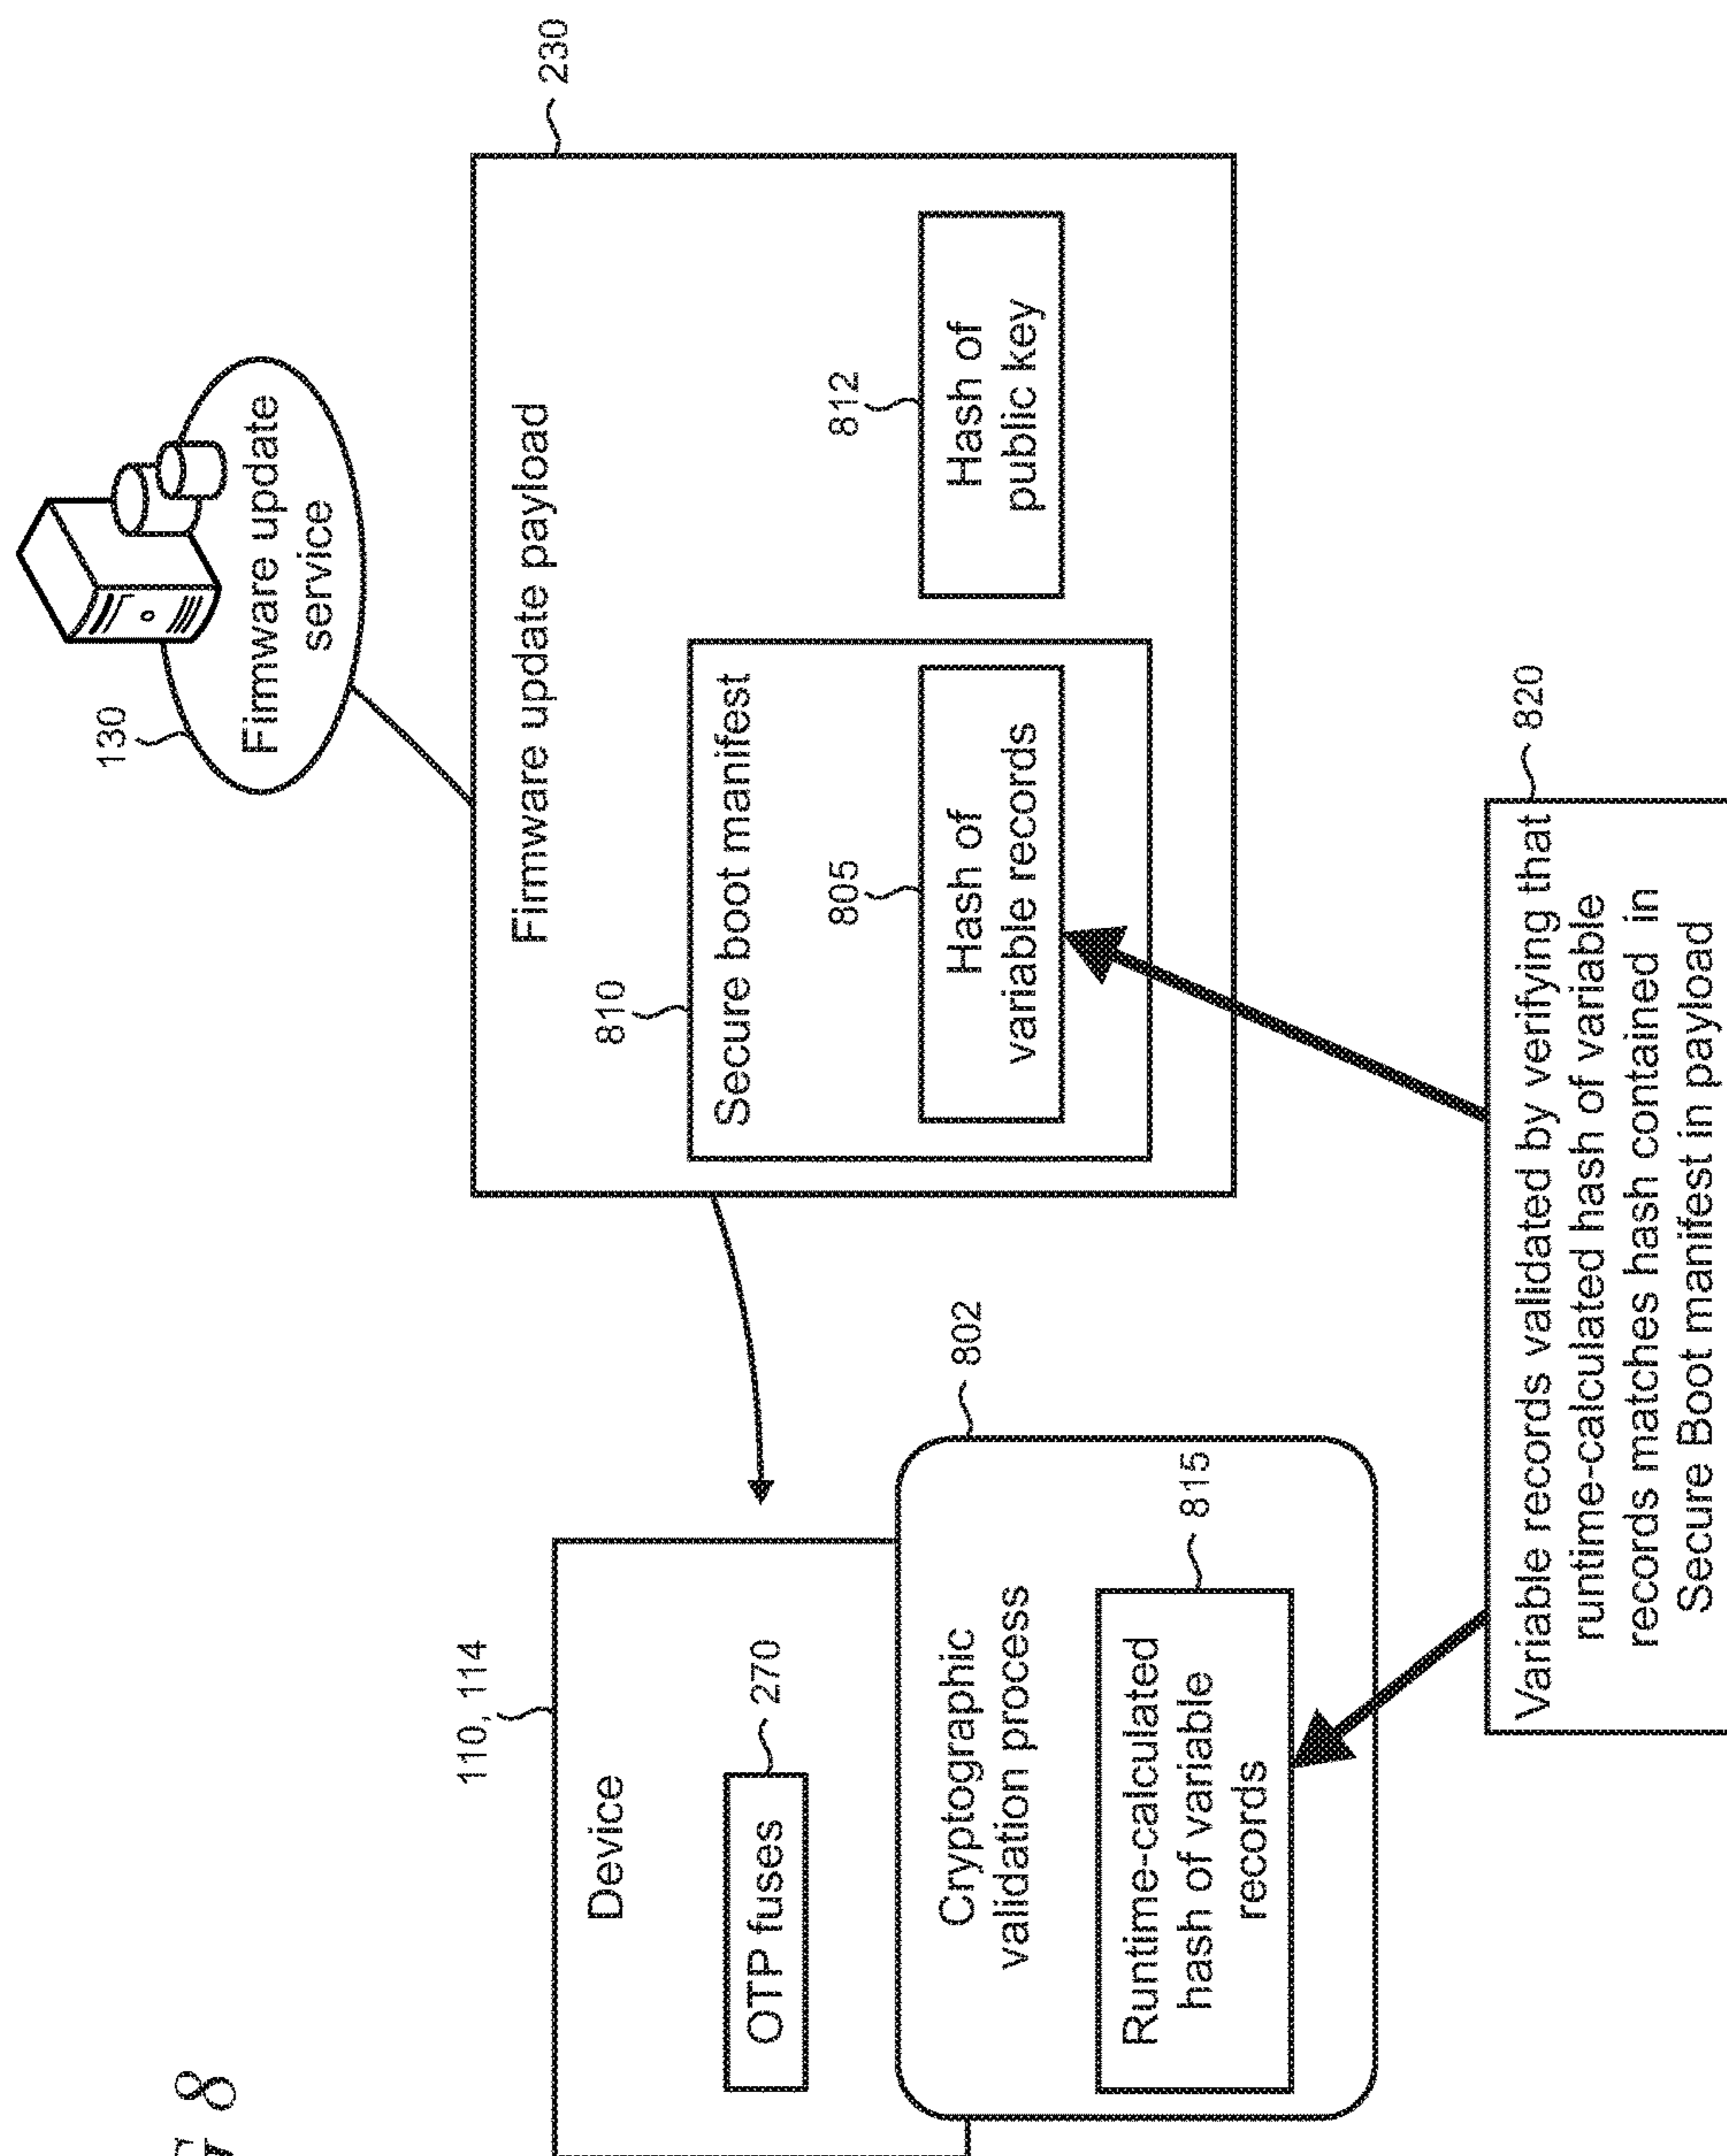 G 8
130
Firmware update
service
230
Firmware update payload
810
Secure boot manifest
805
Hash of
variable records
812
Hash of
public key
110, 114
Device
OTP fuses
270
802
Cryptographic
validation process
815
Runtime-calculated
hash of variable
records
820
Variable records validated by verifying that
runtime-calculated hash of variable
records matches hash contained in
Secure Boot manifest in payload